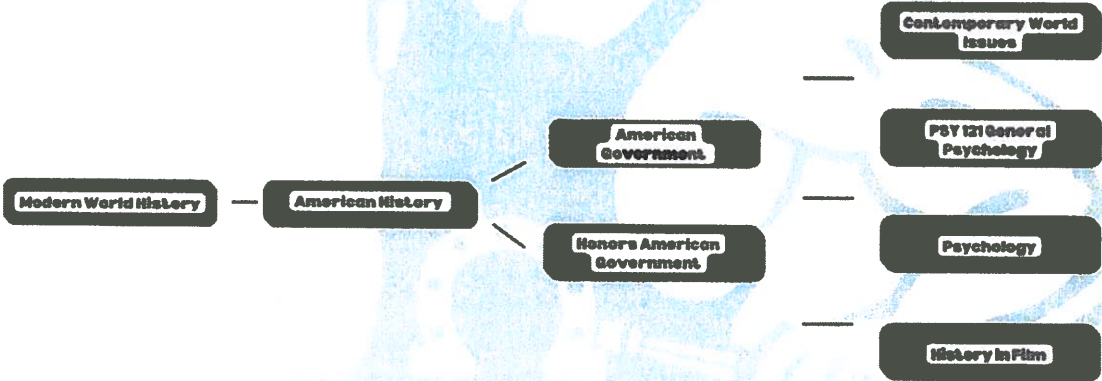 Contemporary World
Issues
American
Government
PSY 121 General
Psychology
Modern World History
American History
Honors American
Government
Psychology
History in Film